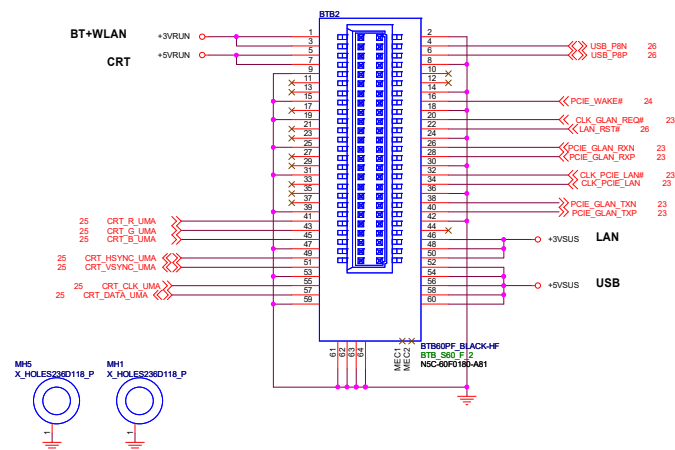 BTB2
BT+WLAN +3VRUN 1 2
3 4 USB_P8N 26
CRT +5VRUN 5 6 USB_P8P 26
7 8
9 10
11 12
13 14
15 16 PCIE_WAKE# 24
17 18
19 20 CLK_GLAN_REQ# 23
21 22 LAN_RST# 26
23 24
25 26 PCIE_GLAN_RXN 23
27 28 PCIE_GLAN_RXP 23
29 30
31 32 CLK_PCIE_LAN# 23
33 34 CLK_PCIE_LAN 23
35 36
37 38 PCIE_GLAN_TXN 23
39 40 PCIE_GLAN_TXP 23
25 CRT_R_UMA 41 42
25 CRT_G_UMA 43 44
25 CRT_B_UMA 45 46 +3VSUS LAN
47 48
25 CRT_HSYNC_UMA 49 50
25 CRT_VSYNC_UMA 51 52
53 54
25 CRT_CLK_UMA 55 56 +5VSUS USB
25 CRT_DATA_UMA 57 58
59 60
61 62 63 64 MEC1 MEC2
BTB60PF_BLACK-HF
BTB_S60_F_2
N5C-60F0180-A81
MH5 MH1
X_HOLES236D118_P X_HOLES236D118_P
1 1